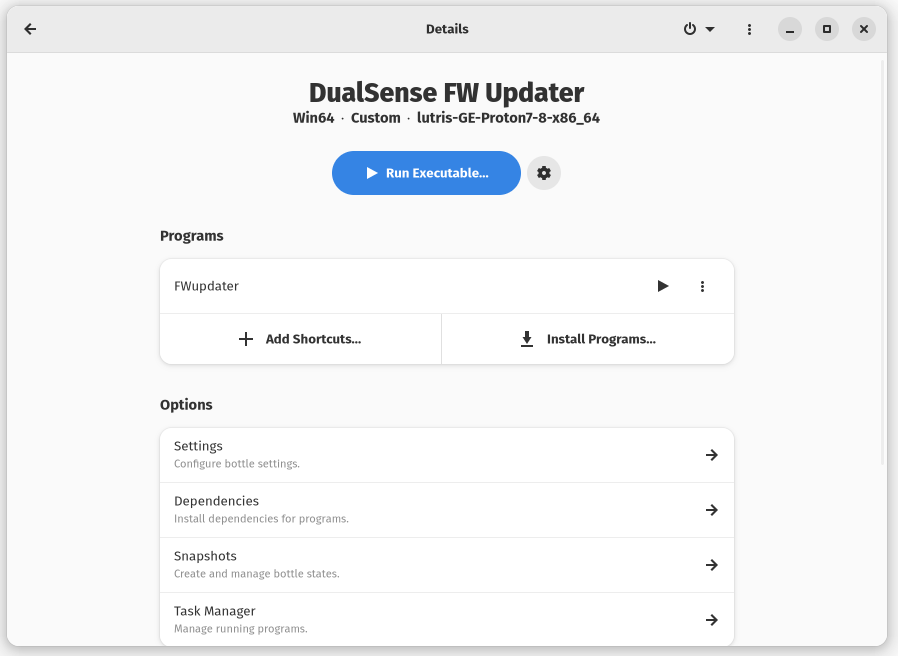 Details
DualSense FW Updater
Win64 · Custom · lutris-GE-Proton7-8-x86_64
Run Executable...
Programs
FWupdater
Add Shortcuts...
Install Programs...
Options
Settings
Configure bottle settings.
Dependencies
Install dependencies for programs.
Snapshots
Create and manage bottle states.
Task Manager
Manage running programs.